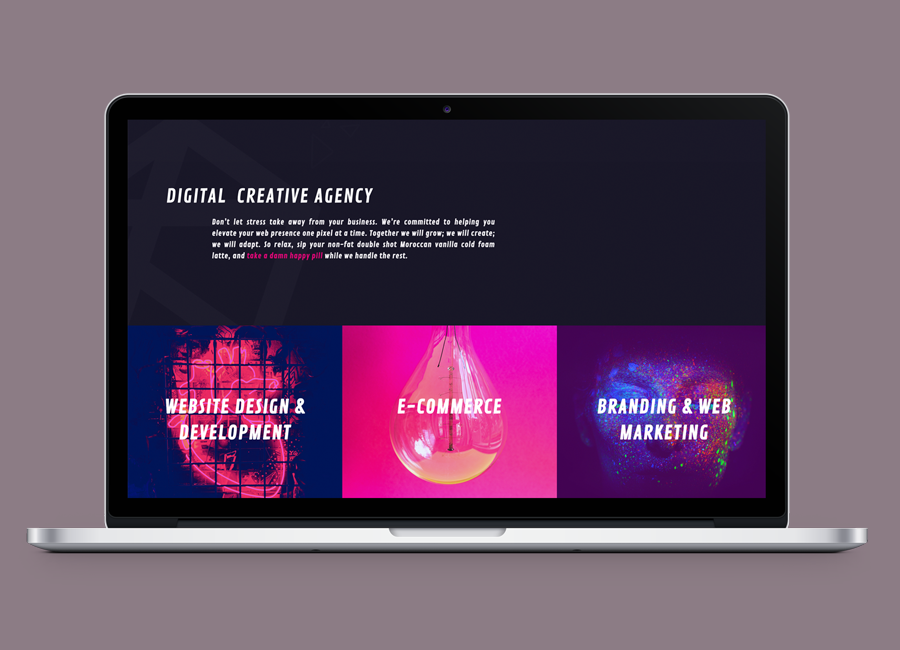 DIGITAL CREATIVE AGENCY
Don't let stress take away from your business. We're committed to helping you
elevate your web presence one pixel at a time. Together we will grow; we will create;
we will adapt. So relax, sip your non-fat double shot Moroccan vanilla cold foam
latte, and take a damn happy pill while we handle the rest.
WEBSITE DESIGN &
DEVELOPMENT
E-COMMERCE
BRANDING & WEB
MARKETING